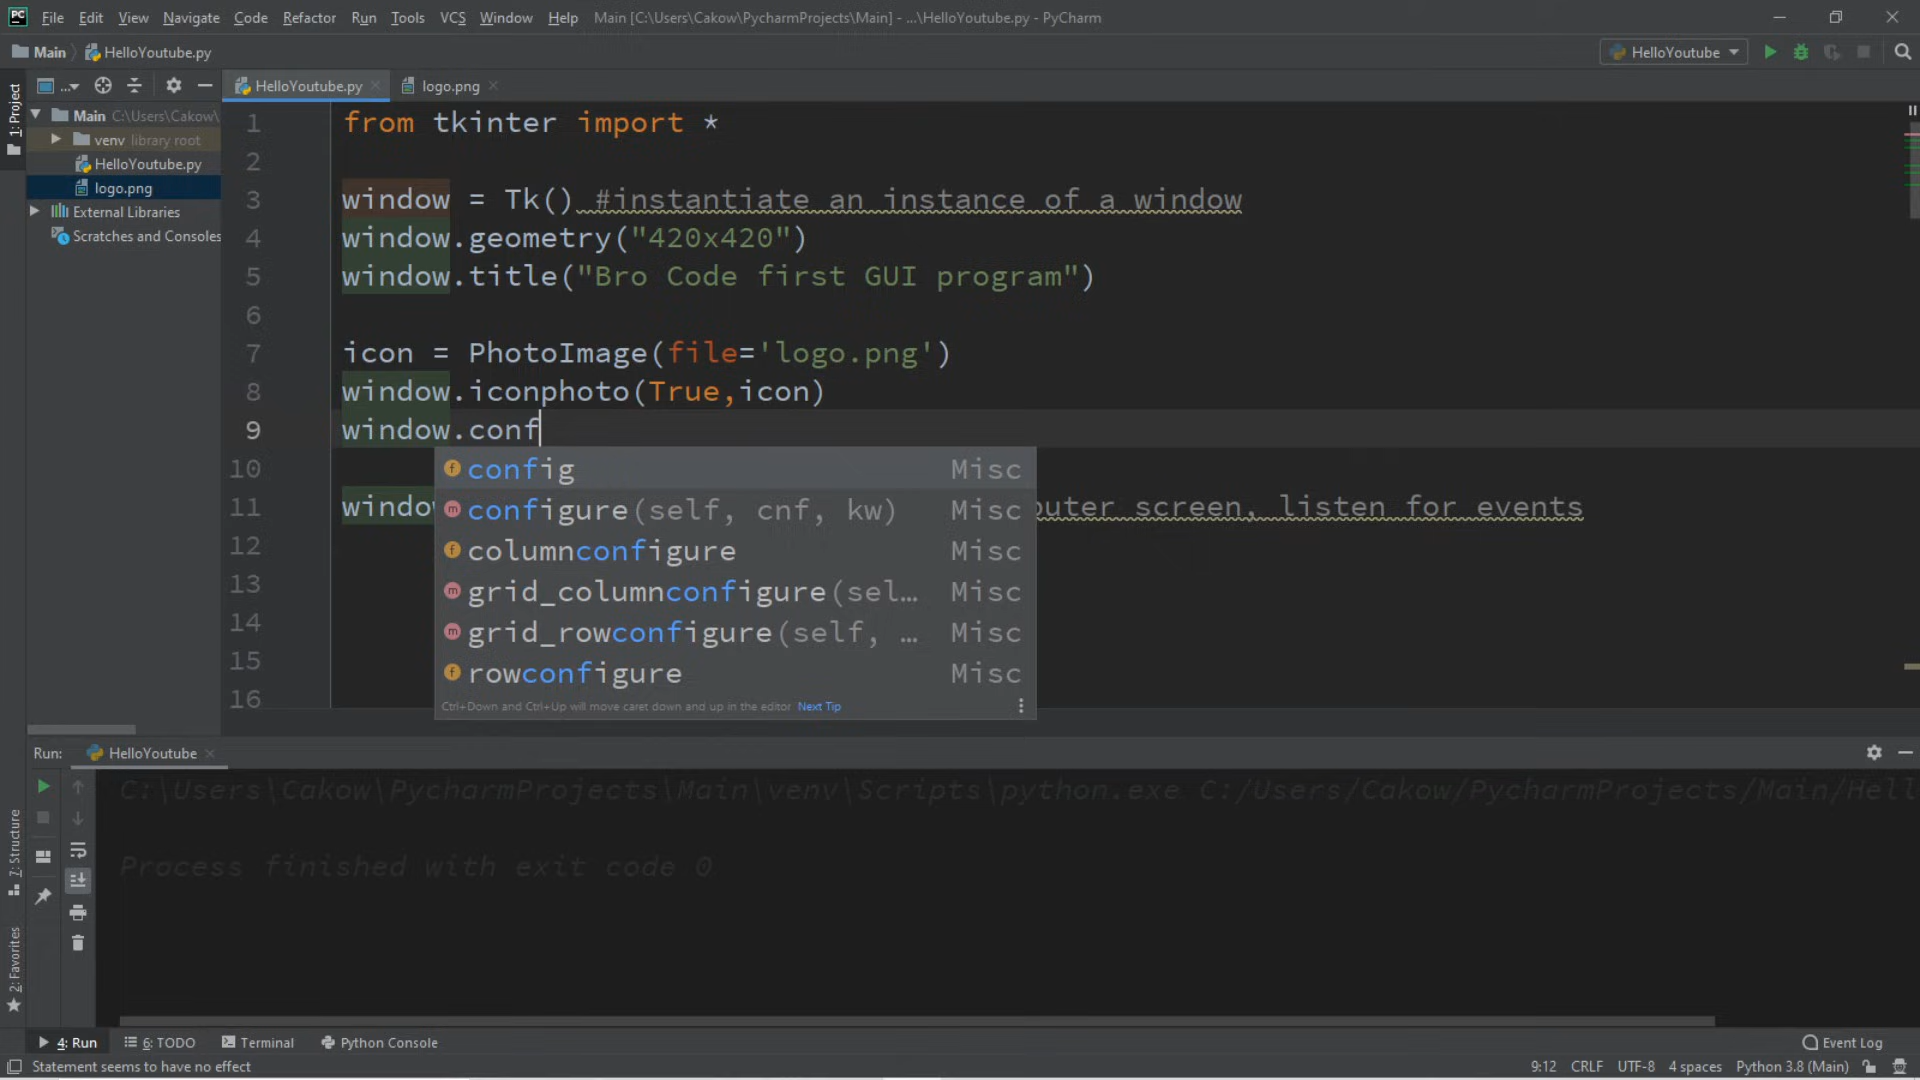 File Edit View Navigate Code Refactor Run Tools VCS Window Help Main [C:\Users\Cakow\PycharmProjects\Main] - ...\HelloYoutube.py - PyCharm
Main HelloYoutube.py HelloYoutube
... HelloYoutube.py logo.png
1: Project
Main C:\Users\Cakow\
venv library root
HelloYoutube.py
logo.png
External Libraries
Scratches and Consoles
1 from tkinter import *
2
3 window = Tk() #instantiate an instance of a window
4 window.geometry("420x420")
5 window.title("Bro Code first GUI program")
6
7 icon = PhotoImage(file='logo.png')
8 window.iconphoto(True,icon)
9 window.conf
10
11 window puter screen, listen for events
12
13
14
15
16
config Misc
configure(self, cnf, kw) Misc
columnconfigure Misc
grid_columnconfigure(sel... Misc
grid_rowconfigure(self, ... Misc
rowconfigure Misc
Ctrl+Down and Ctrl+Up will move caret down and up in the editor Next Tip
Run: HelloYoutube
C:\Users\Cakow\PycharmProjects\Main\venv\Scripts\python.exe C:/Users/Cakow/PycharmProjects/Main/Hell
Process finished with exit code 0
7: Structure
2: Favorites
4: Run 6: TODO Terminal Python Console Event Log
Statement seems to have no effect 9:12 CRLF UTF-8 4 spaces Python 3.8 (Main)